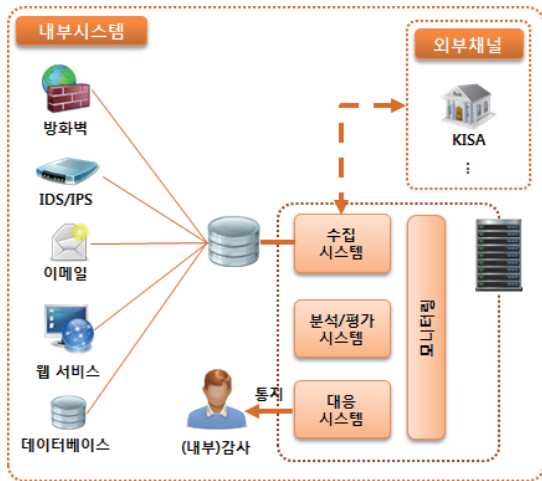 내부시스템
외부채널
방화벽
KISA
⋮
IDS/IPS
이메일
웹 서비스
데이터베이스
수집
시스템
분석/평가
시스템
대응
시스템
모니터링
통지
(내부)감사